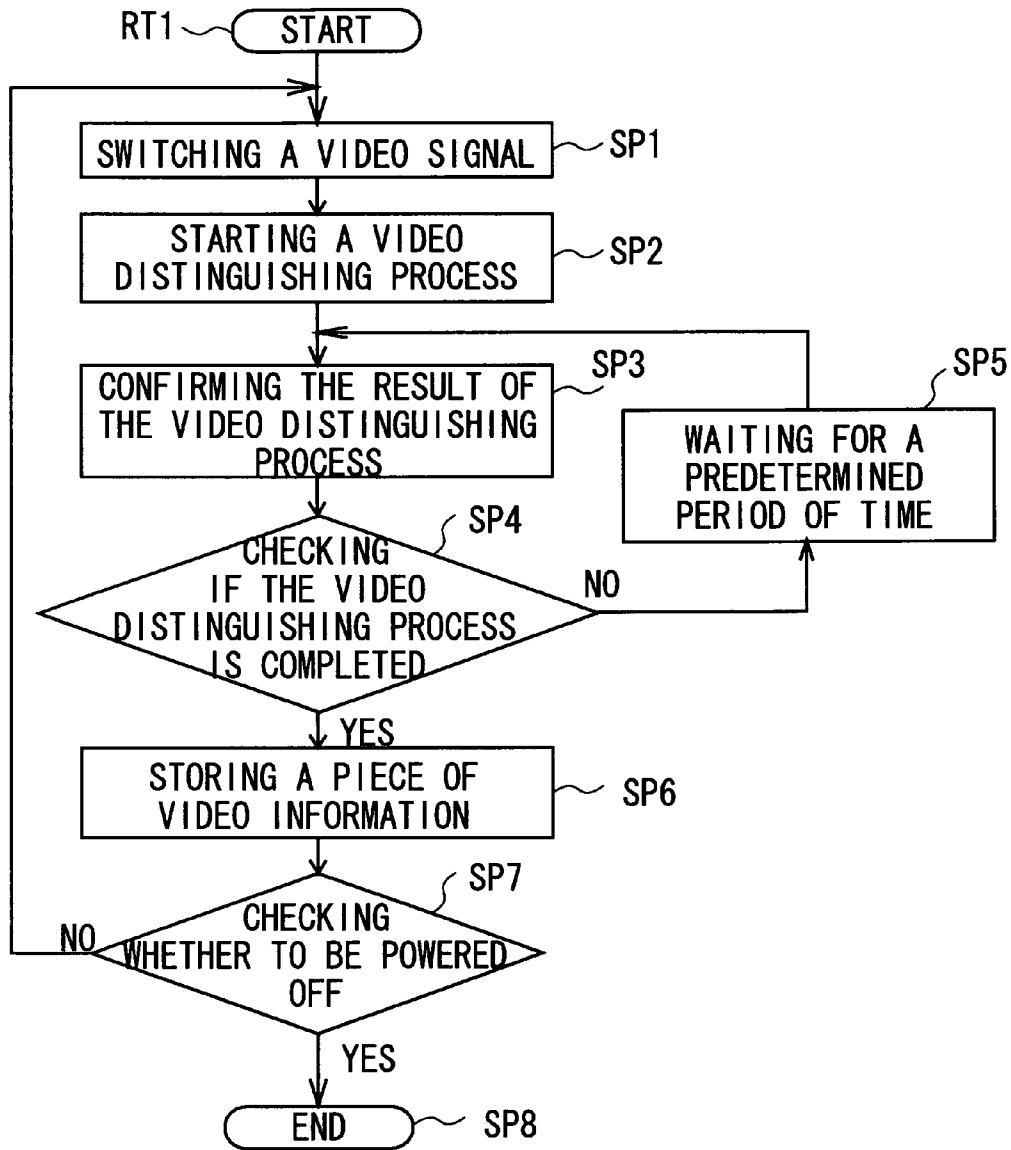 RT1
START
SWITCHING A VIDEO SIGNAL
SP1
STARTING A VIDEO
DISTINGUISHING PROCESS
SP2
CONFIRMING THE RESULT OF
THE VIDEO DISTINGUISHING
PROCESS
SP3
SP5
WAITING FOR A
PREDETERMINED
PERIOD OF TIME
SP4
CHECKING
IF THE VIDEO
DISTINGUISHING PROCESS
IS COMPLETED
NO
YES
STORING A PIECE OF
VIDEO INFORMATION
SP6
SP7
CHECKING
WHETHER TO BE POWERED
OFF
NO
YES
END
SP8